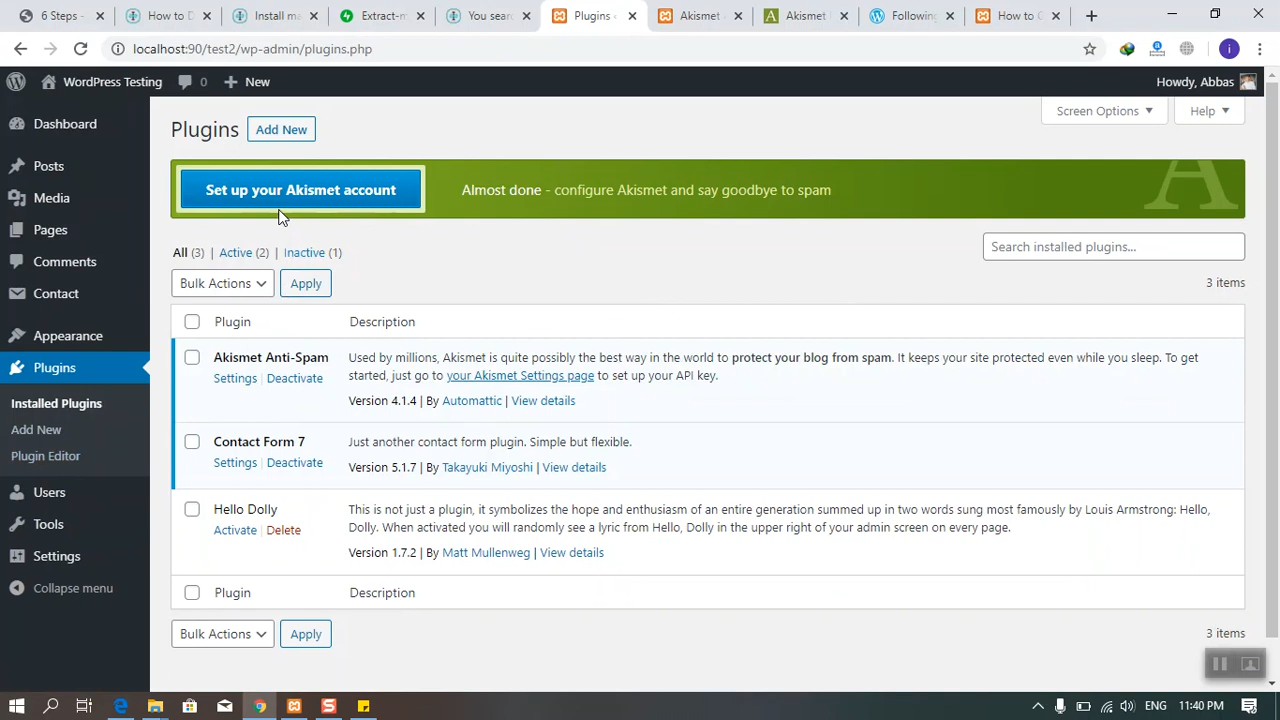 6 Steps -
How to D
Install ma
Extract-m
You sear
Plugins
Akismet
Akismet
Following
How to C
localhost:90/test2/wp-admin/plugins.php
i
WordPress Testing
0
New
Howdy, Abbas
Dashboard
Posts
Media
Pages
Comments
Contact
Appearance
Plugins
Installed Plugins
Add New
Plugin Editor
Users
Tools
Settings
Collapse menu
Screen Options
Help
Plugins
Add New
Set up your Akismet account
Almost done - configure Akismet and say goodbye to spam
A
All (3) | Active (2) | Inactive (1)
Search installed plugins...
Bulk Actions
Apply
3 items
Plugin
Description
Akismet Anti-Spam
Settings | Deactivate
Used by millions, Akismet is quite possibly the best way in the world to protect your blog from spam. It keeps your site protected even while you sleep. To get
started, just go to your Akismet Settings page to set up your API key.
Version 4.1.4 | By Automattic | View details
Contact Form 7
Settings | Deactivate
Just another contact form plugin. Simple but flexible.
Version 5.1.7 | By Takayuki Miyoshi | View details
Hello Dolly
Activate | Delete
This is not just a plugin, it symbolizes the hope and enthusiasm of an entire generation summed up in two words sung most famously by Louis Armstrong: Hello,
Dolly. When activated you will randomly see a lyric from Hello, Dolly in the upper right of your admin screen on every page.
Version 1.7.2 | By Matt Mullenweg | View details
Plugin
Description
Bulk Actions
Apply
3 items
ENG
11:40 PM